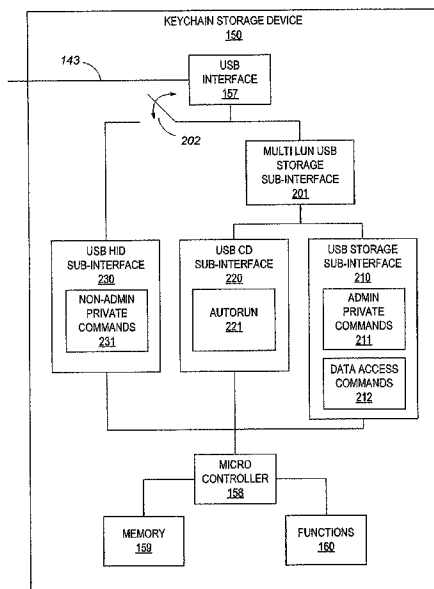 KEYCHAIN STORAGE DEVICE
150
143
USB
INTERFACE
157
202
MULTI LUN USB
STORAGE
SUB-INTERFACE
201
USB HID
SUB-INTERFACE
230
NON-ADMIN
PRIVATE
COMMANDS
231
USB CD
SUB-INTERFACE
220
AUTORUN
221
USB STORAGE
SUB-INTERFACE
210
ADMIN
PRIVATE
COMMANDS
211
DATA ACCESS
COMMANDS
212
MICRO
CONTROLLER
158
MEMORY
159
FUNCTIONS
160